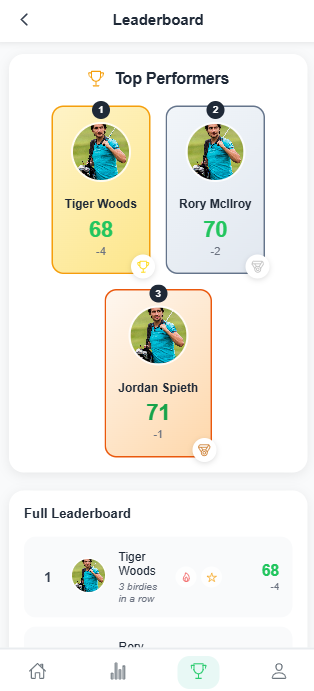 Leaderboard
Top Performers
1
Tiger Woods
68
-4
2
Rory McIlroy
70
-2
3
Jordan Spieth
71
-1
Full Leaderboard
1
Tiger
Woods
3 birdies
in a row
68
-4
Rory